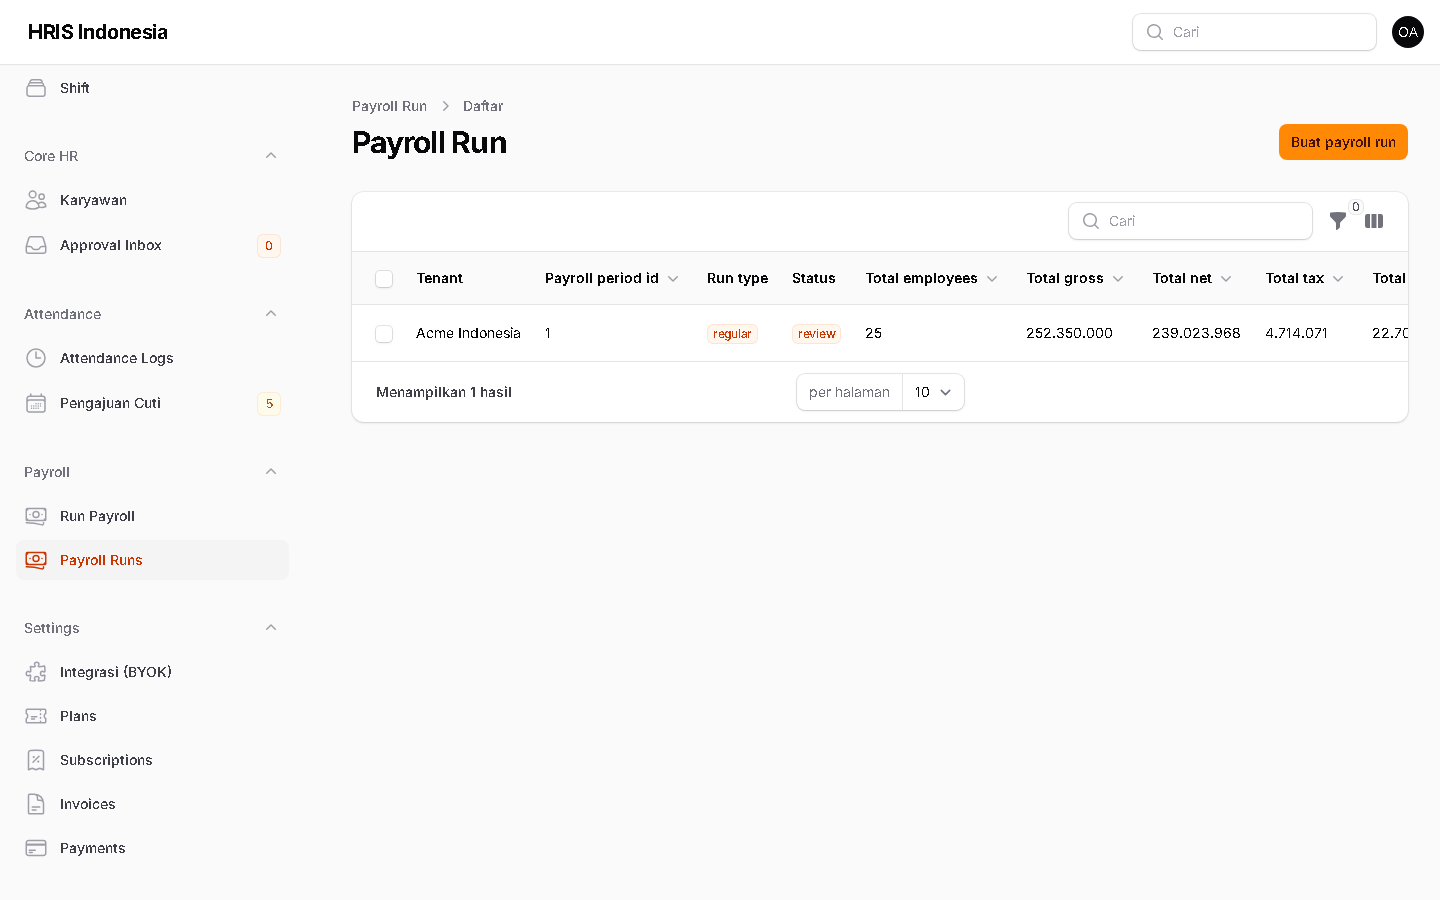 HRIS Indonesia
Cari
OA
Shift
Core HR
Karyawan
Approval Inbox
0
Attendance
Attendance Logs
Pengajuan Cuti
5
Payroll
Run Payroll
Payroll Runs
Settings
Integrasi (BYOK)
Plans
Subscriptions
Invoices
Payments
Payroll Run
Daftar
Payroll Run
Buat payroll run
Cari
0
Tenant Payroll period id Run type Status Total employees Total gross Total net Total tax Total
Acme Indonesia 1 regular review 25 252.350.000 239.023.968 4.714.071 22.70
Menampilkan 1 hasil
per halaman 10